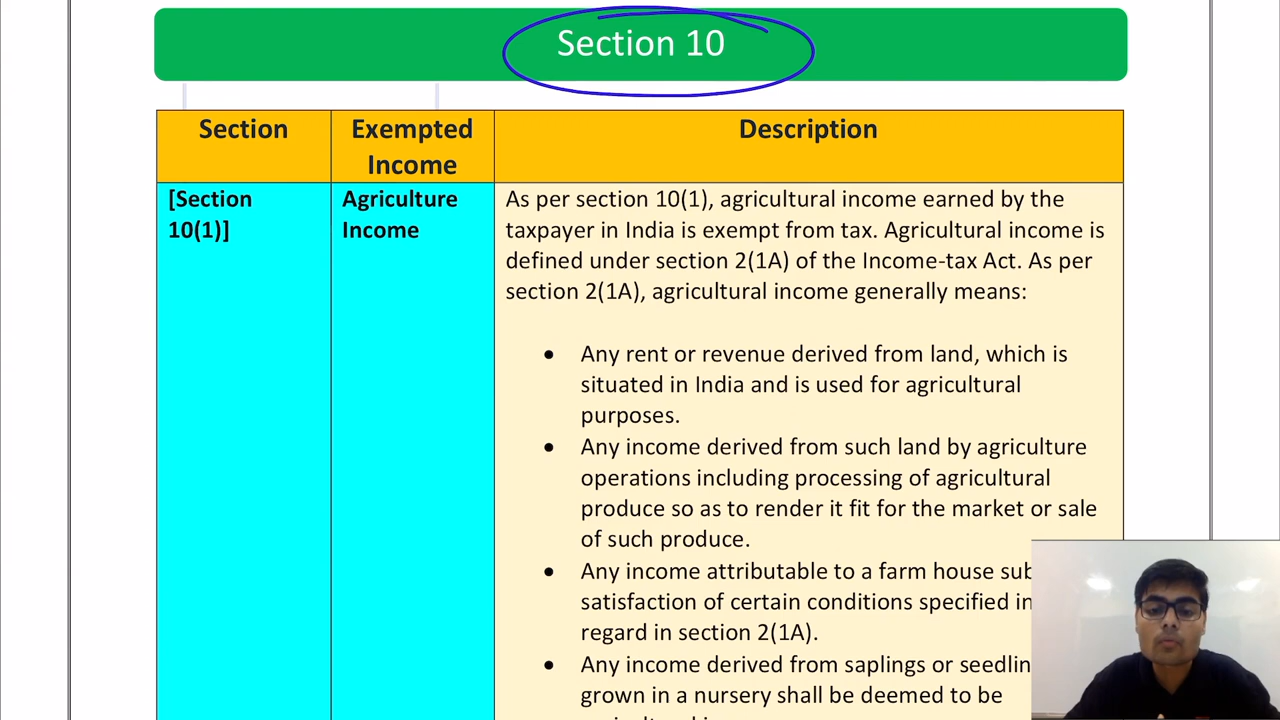 Section 10
Section
Exempted
Income
Description
[Section
10(1)]
Agriculture
Income
As per section 10(1), agricultural income earned by the
taxpayer in India is exempt from tax. Agricultural income is
defined under section 2(1A) of the Income-tax Act. As per
section 2(1A), agricultural income generally means:
• Any rent or revenue derived from land, which is
situated in India and is used for agricultural
purposes.
• Any income derived from such land by agriculture
operations including processing of agricultural
produce so as to render it fit for the market or sale
of such produce.
• Any income attributable to a farm house
satisfaction of certain conditions specified in
regard in section 2(1A).
• Any income derived from saplings or
grown in a nursery shall be deemed to be